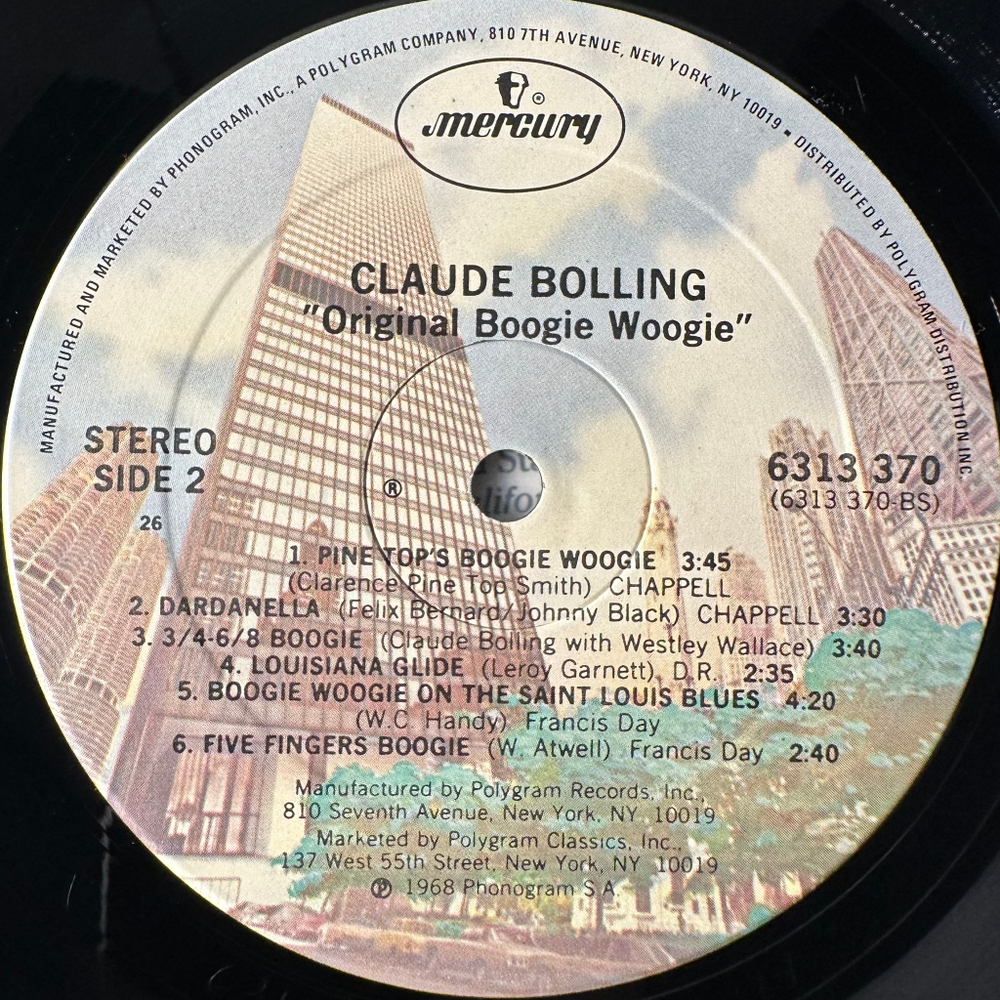 MANUFACTURED AND MARKETED BY PHONOGRAM, INC., A POLYGRAM COMPANY, 810 7TH AVENUE, NEW YORK, NY 10019 ▪ DISTRIBUTED BY POLYGRAM DISTRIBUTION INC
mercury ®
CLAUDE BOLLING
"Original Boogie Woogie"
STEREO
SIDE 2
6313 370
(6313 370-BS)
®
26
1. PINE TOP'S BOOGIE WOOGIE 3:45
(Clarence Pine Top Smith) CHAPPELL
2. DARDANELLA (Felix Bernard/Johnny Black) CHAPPELL 3:30
3. 3/4-6/8 BOOGIE (Claude Bolling with Westley Wallace) 3:40
4. LOUISIANA GLIDE (Leroy Garnett) D.R. 2:35
5. BOOGIE WOOGIE ON THE SAINT LOUIS BLUES 4:20
(W.C. Handy) Francis Day
6. FIVE FINGERS BOOGIE (W. Atwell) Francis Day 2:40
Manufactured by Polygram Records, Inc.,
810 Seventh Avenue, New York, NY 10019
Marketed by Polygram Classics, Inc.,
137 West 55th Street, New York, NY 10019
℗ 1968 Phonogram S.A.